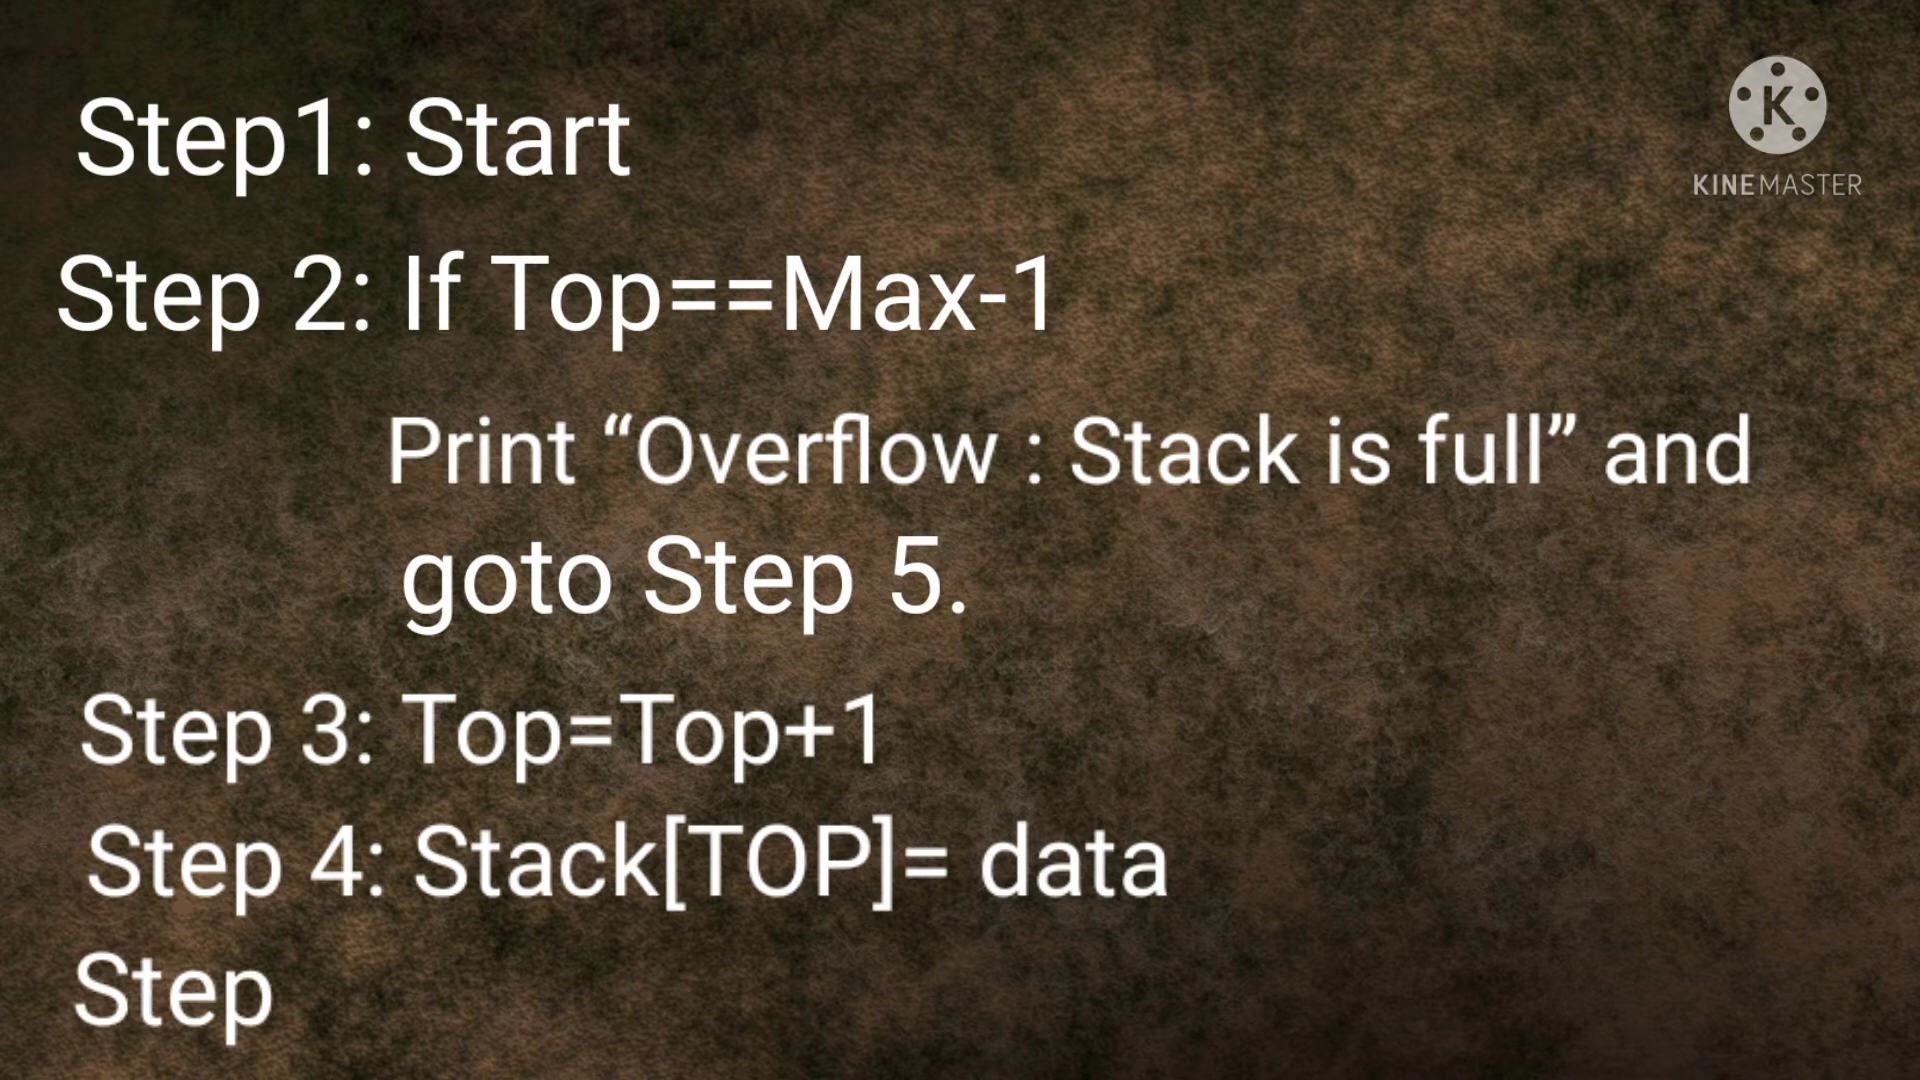 Step1: Start
K
KINEMASTER
Step 2: If Top==Max-1
Print “Overflow : Stack is full” and
goto Step 5.
Step 3: Top=Top+1
Step 4: Stack[TOP]= data
Step